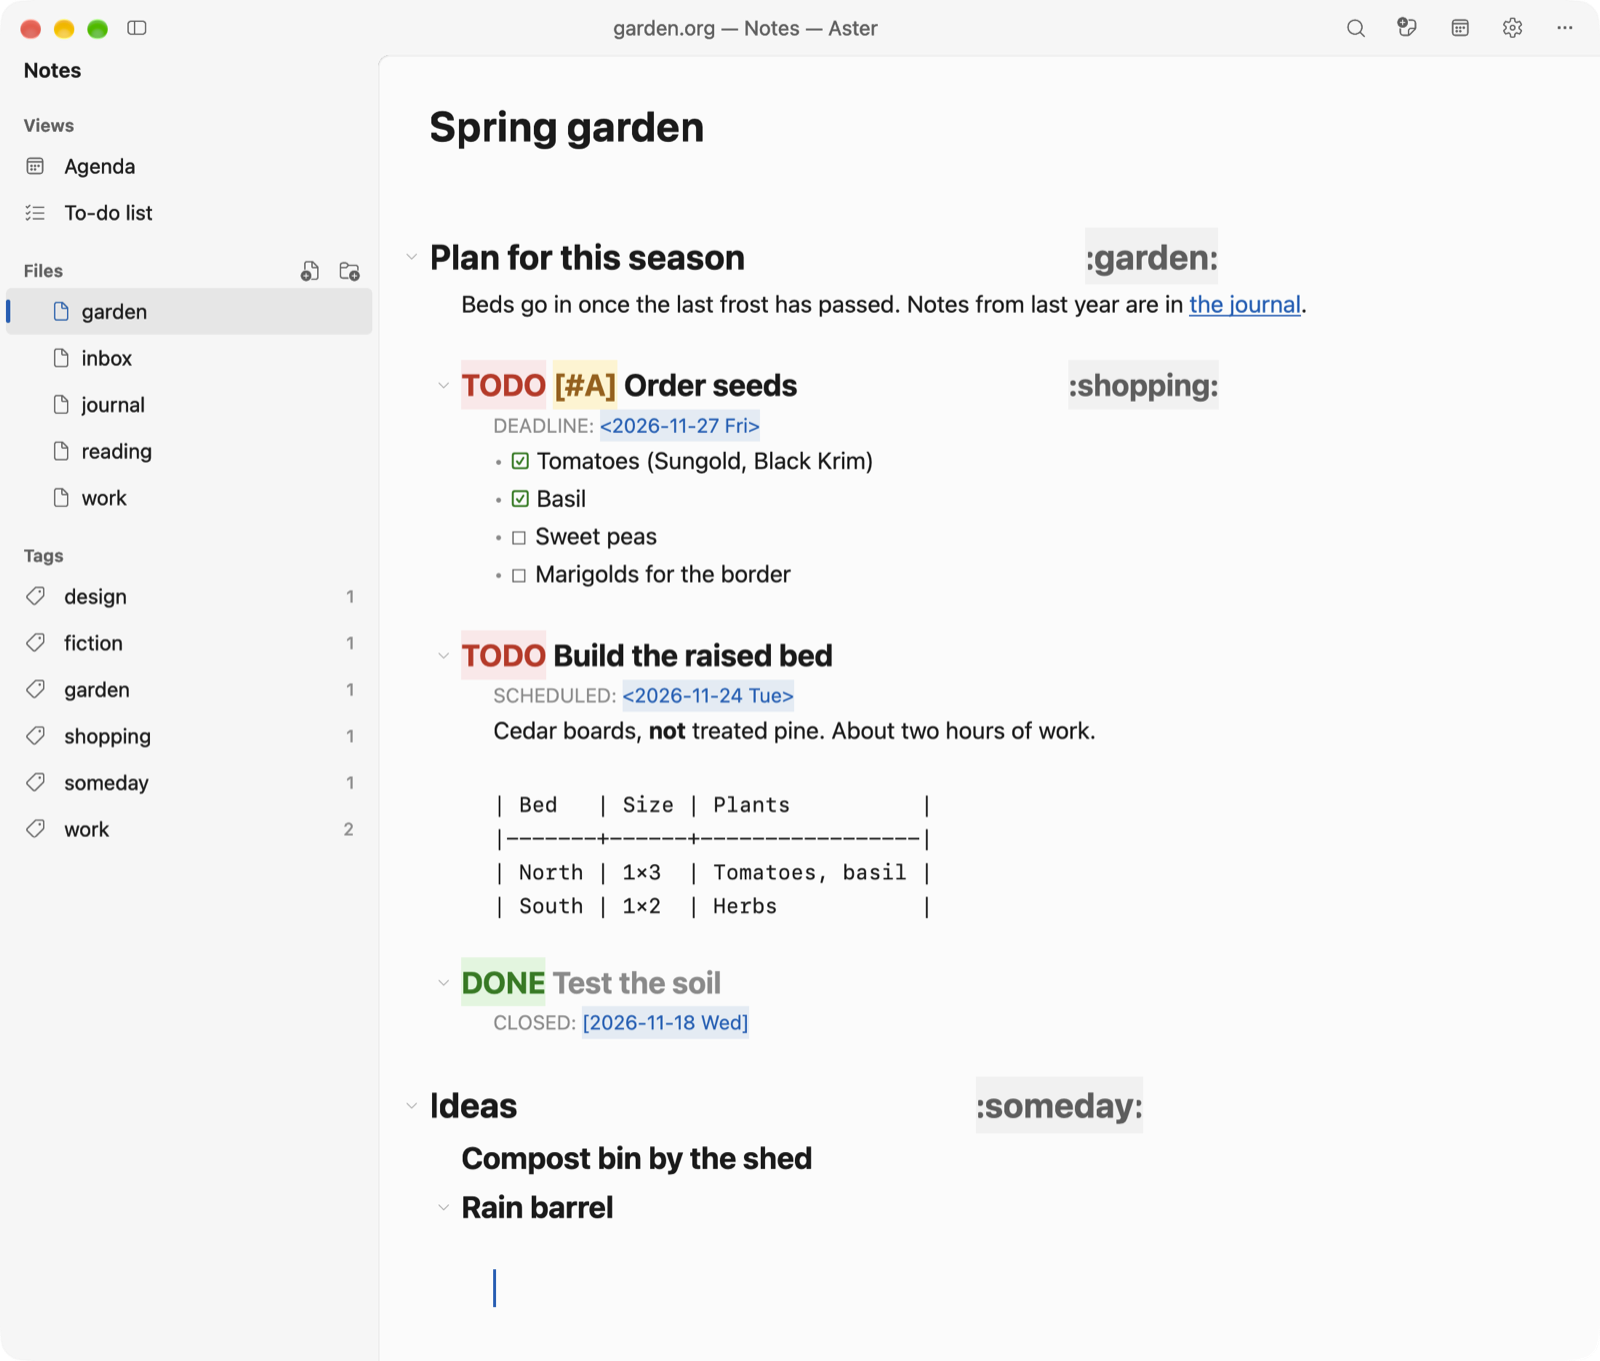 garden.org — Notes — Aster
Notes
Views
Agenda
To-do list
Files
garden
inbox
journal
reading
work
Tags
design 1
fiction 1
garden 1
shopping 1
someday 1
work 2
Spring garden
Plan for this season :garden:
Beds go in once the last frost has passed. Notes from last year are in the journal.
TODO [#A] Order seeds :shopping:
DEADLINE: <2026-11-27 Fri>
Tomatoes (Sungold, Black Krim)
Basil
Sweet peas
Marigolds for the border
TODO Build the raised bed
SCHEDULED: <2026-11-24 Tue>
Cedar boards, not treated pine. About two hours of work.
| Bed   | Size | Plants          |
|-------+------+-----------------|
| North | 1×3  | Tomatoes, basil |
| South | 1×2  | Herbs           |
DONE Test the soil
CLOSED: [2026-11-18 Wed]
Ideas :someday:
Compost bin by the shed
Rain barrel